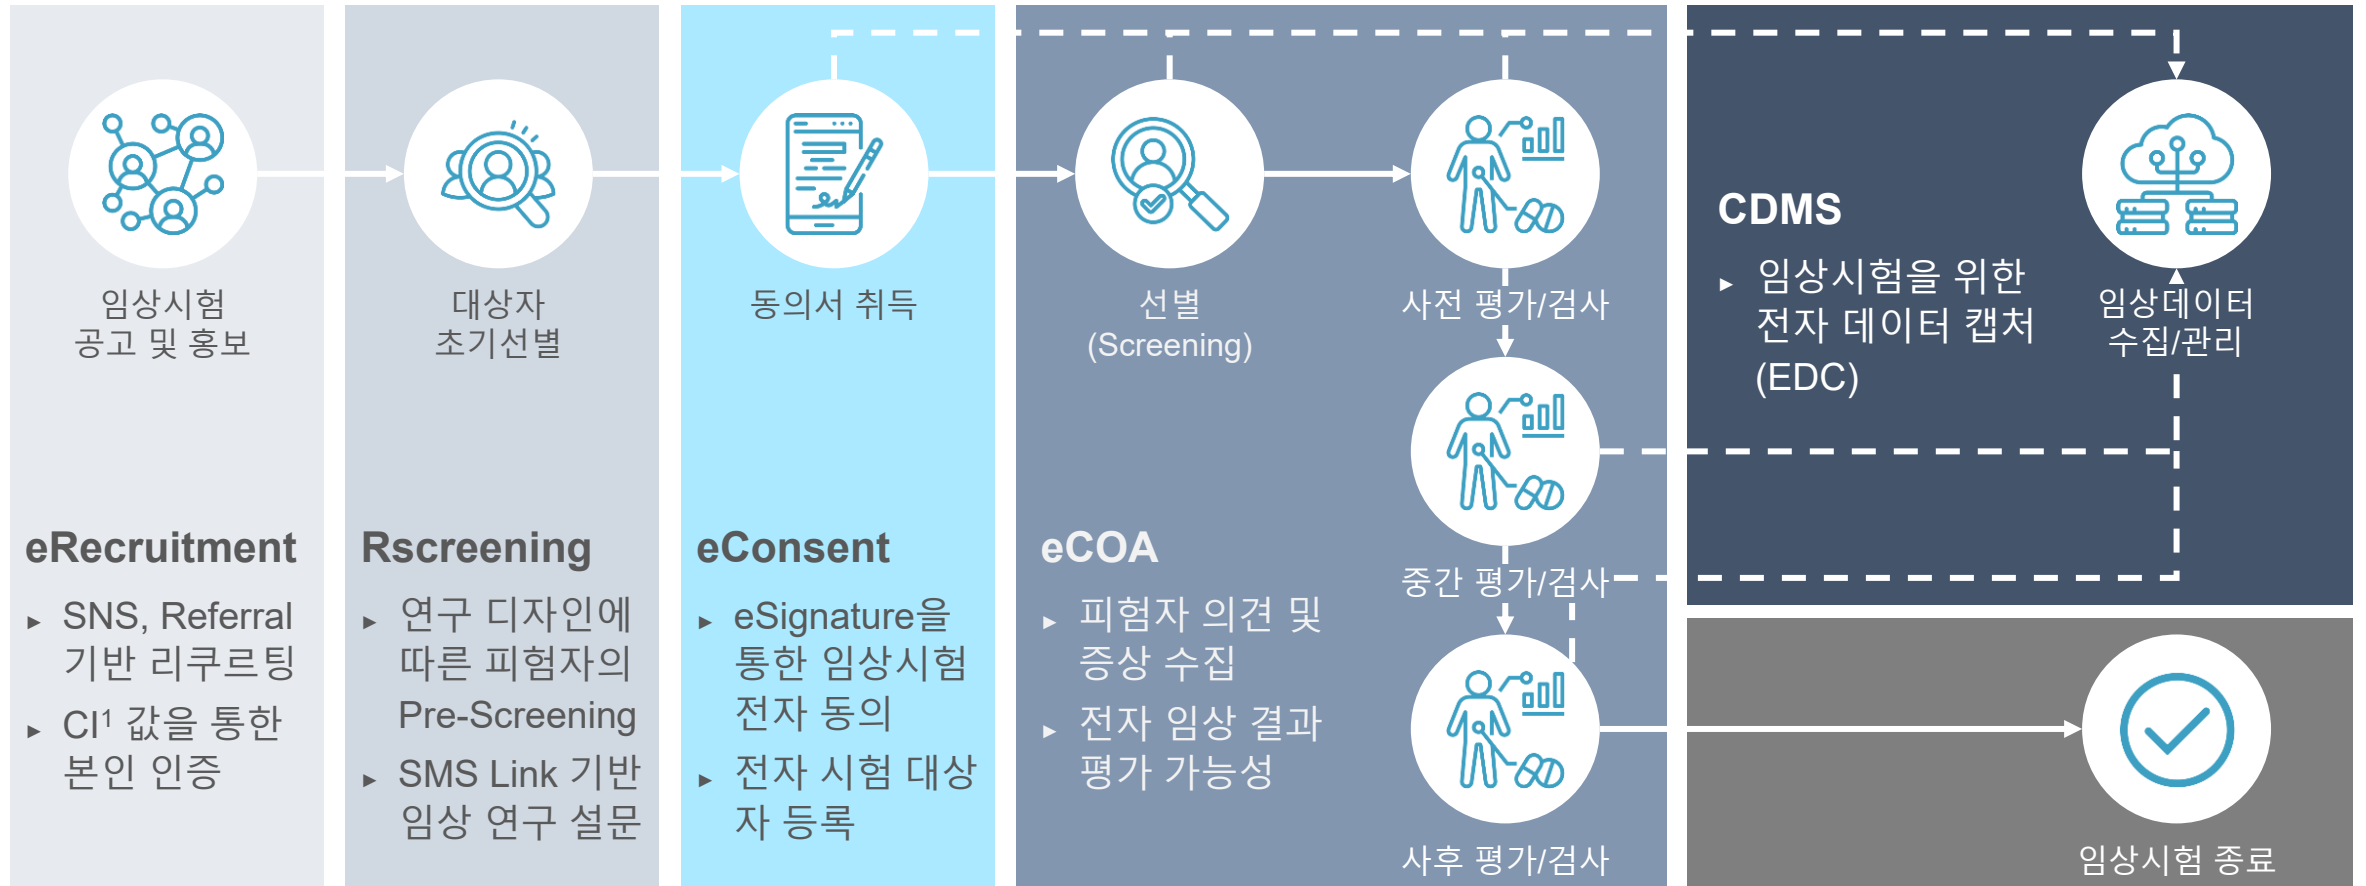 임상시험
공고 및 홍보
eRecruitment
▸ SNS, Referral
기반 리쿠르팅
▸ CI¹ 값을 통한
본인 인증
대상자
초기선별
Rscreening
▸ 연구 디자인에
따른 피험자의
Pre-Screening
▸ SMS Link 기반
임상 연구 설문
동의서 취득
eConsent
▸ eSignature을
통한 임상시험
전자 동의
▸ 전자 시험 대상
자 등록
선별
(Screening)
eCOA
▸ 피험자 의견 및
증상 수집
▸ 전자 임상 결과
평가 가능성
사전 평가/검사
중간 평가/검사
사후 평가/검사
CDMS
▸ 임상시험을 위한
전자 데이터 캡처
(EDC)
임상데이터
수집/관리
임상시험 종료